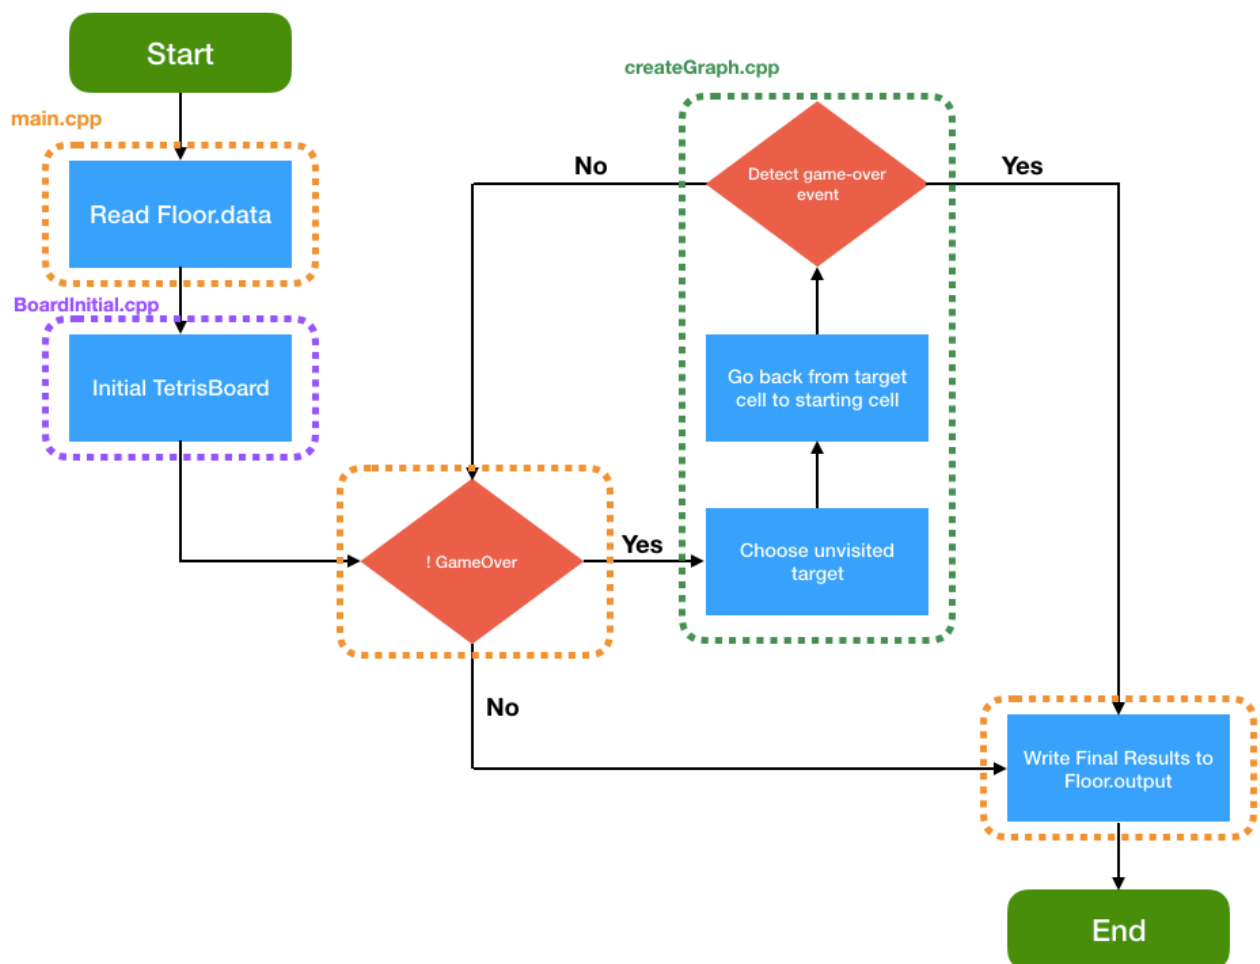 Start
main.cpp
Read Floor.data
BoardInitial.cpp
Initial TetrisBoard
! GameOver
Yes
No
createGraph.cpp
Detect game-over
event
No
Yes
Go back from target
cell to starting cell
Choose unvisited
target
Write Final Results to
Floor.output
End